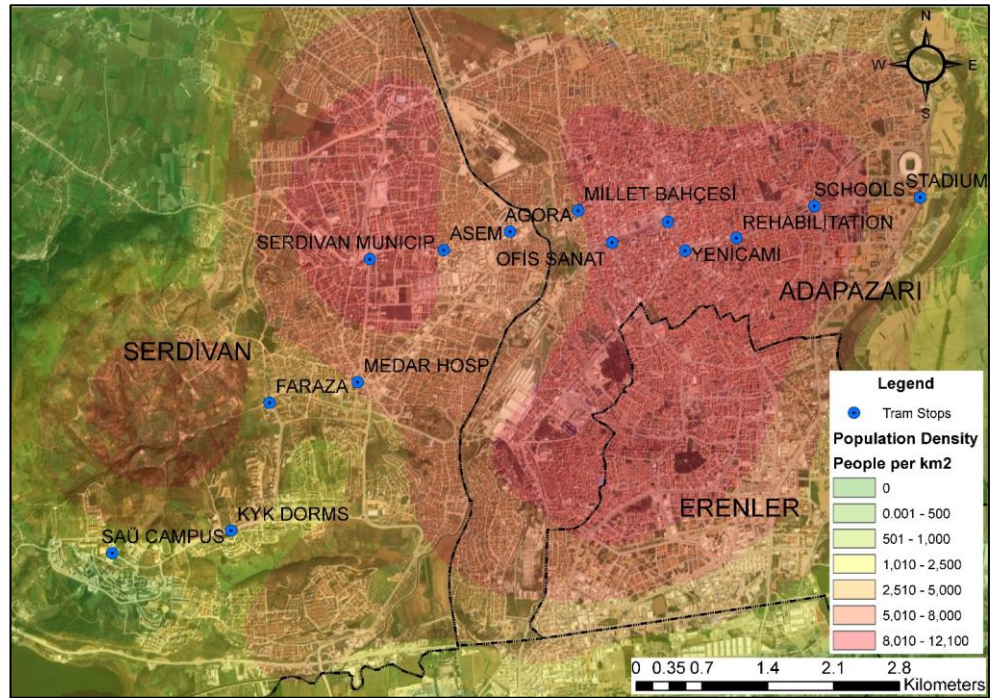 N
W E
S
MİLLET BAHÇESİ
SCHOOLS
STADIUM
AGORA
REHABILITATION
ASEM
SERDIVAN MUNICIP
OFIS SANAT
YENICAMI
ADAPAZARI
SERDİVAN
MEDAR HOSP
FARAZA
ERENLER
KYK DORMS
SAÜ CAMPUS
Legend
Tram Stops
Population Density
People per km2
0
0.001 - 500
501 - 1,000
1,010 - 2,500
2,510 - 5,000
5,010 - 8,000
8,010 - 12,100
0 0.35 0.7 1.4 2.1 2.8
Kilometers